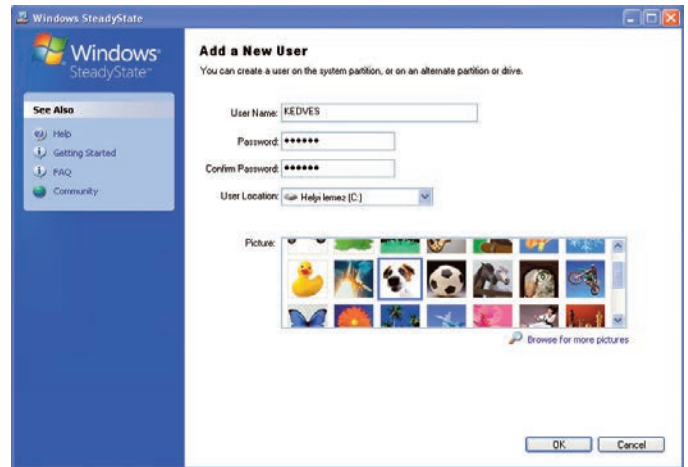 Windows SteadyState
Windows®
SteadyState™
See Also
Help
Getting Started
FAQ
Community
Add a New User
You can create a user on the system partition, or on an alternate partition or drive.
User Name: KEDVES
Password: ••••••
Confirm Password: ••••••
User Location: Helyi lemez (C:)
Picture:
Browse for more pictures
OK Cancel